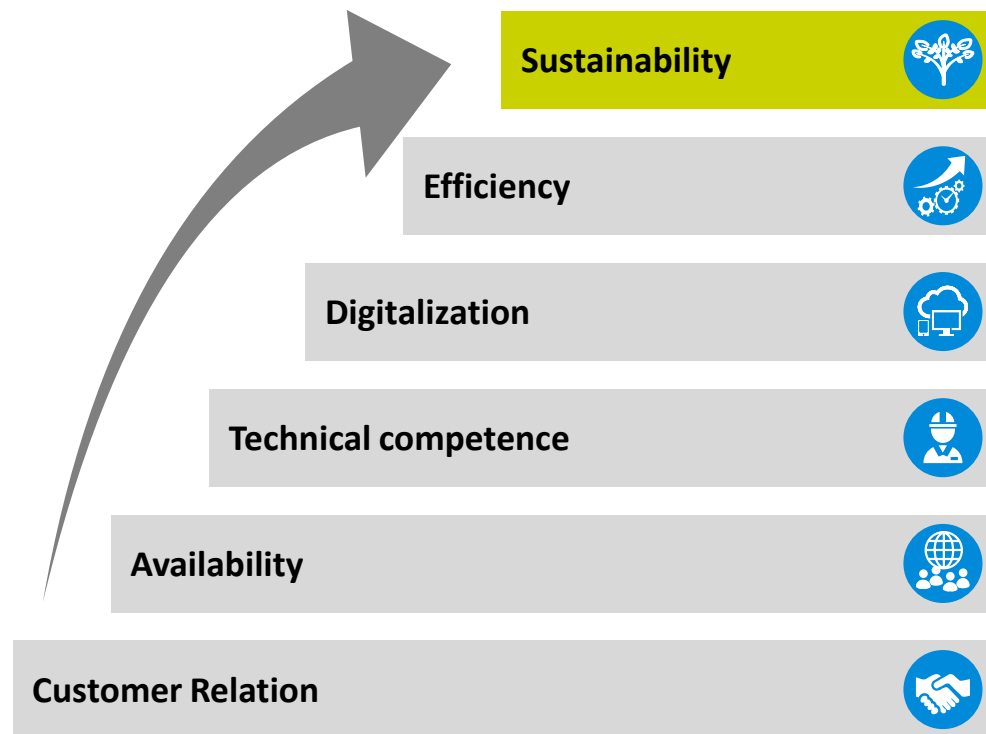 Sustainability
Efficiency
Digitalization
Technical competence
Availability
Customer Relation